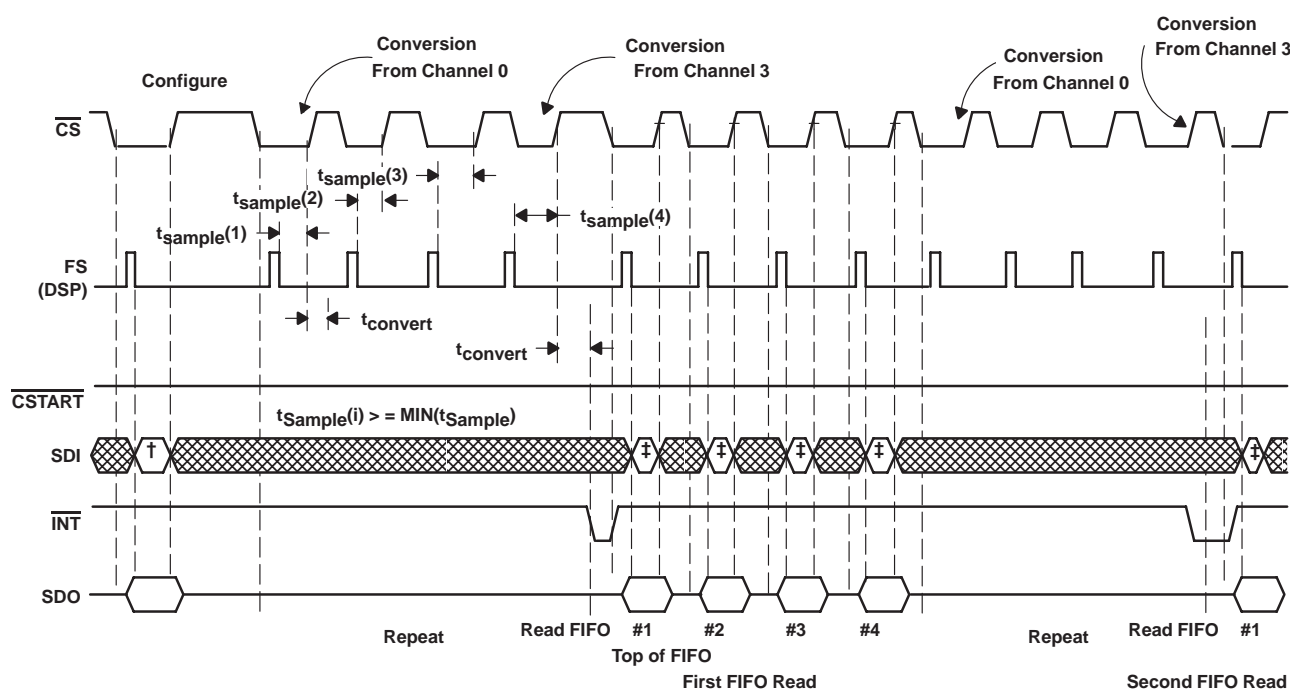 Conversion
From Channel 0
Conversion
From Channel 3
Conversion
From Channel 0
Conversion
From Channel 3
Configure
CS
tsample(3)
tsample(2)
tsample(4)
tsample(1)
FS
(DSP)
tconvert
tconvert
CSTART
tSample(i) > = MIN(tSample)
SDI
†
‡
‡
‡
‡
‡
INT
SDO
Repeat
Read FIFO
#1
#2
#3
#4
Repeat
Read FIFO
#1
Top of FIFO
First FIFO Read
Second FIFO Read